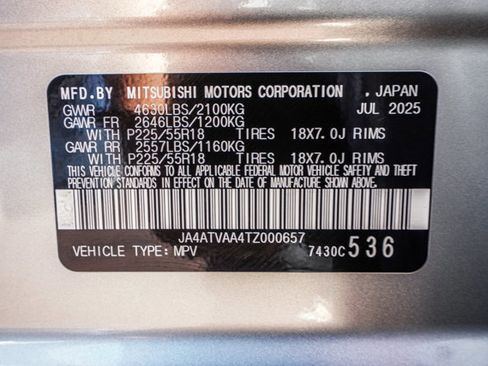 MFD. BY MITSUBISHI MOTORS CORPORATION , JAPAN
GVWR 4630LBS/2100KG JUL 2025
GAWR FR 2646LBS/1200KG
WITH P225/55R18 TIRES 18X7.0J RIMS
GAWR RR 2557LBS/1160KG
WITH P225/55R18 TIRES 18X7.0J RIMS
THIS VEHICLE CONFORMS TO ALL APPLICABLE FEDERAL MOTOR VEHICLE SAFETY AND THEFT
PREVENTION STANDARDS IN EFFECT ON THE DATE OF MANUFACTURE SHOWN ABOVE.
JA4ATVAA4TZ000657
VEHICLE TYPE: MPV 7430C 536